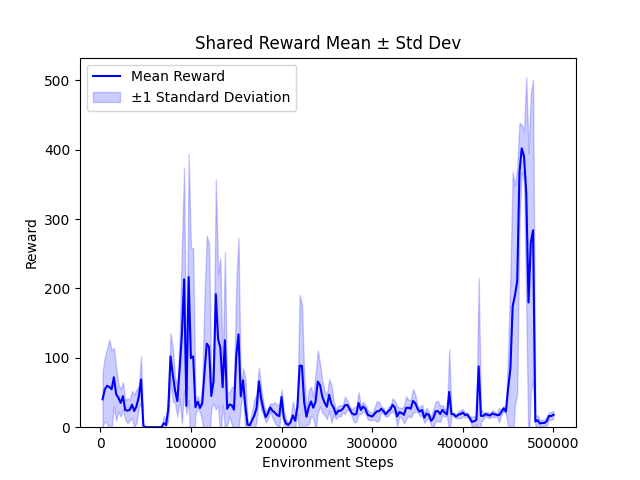 Shared Reward Mean ± Std Dev
Mean Reward
±1 Standard Deviation
Reward
500
400
300
200
100
0
0 100000 200000 300000 400000 500000
Environment Steps